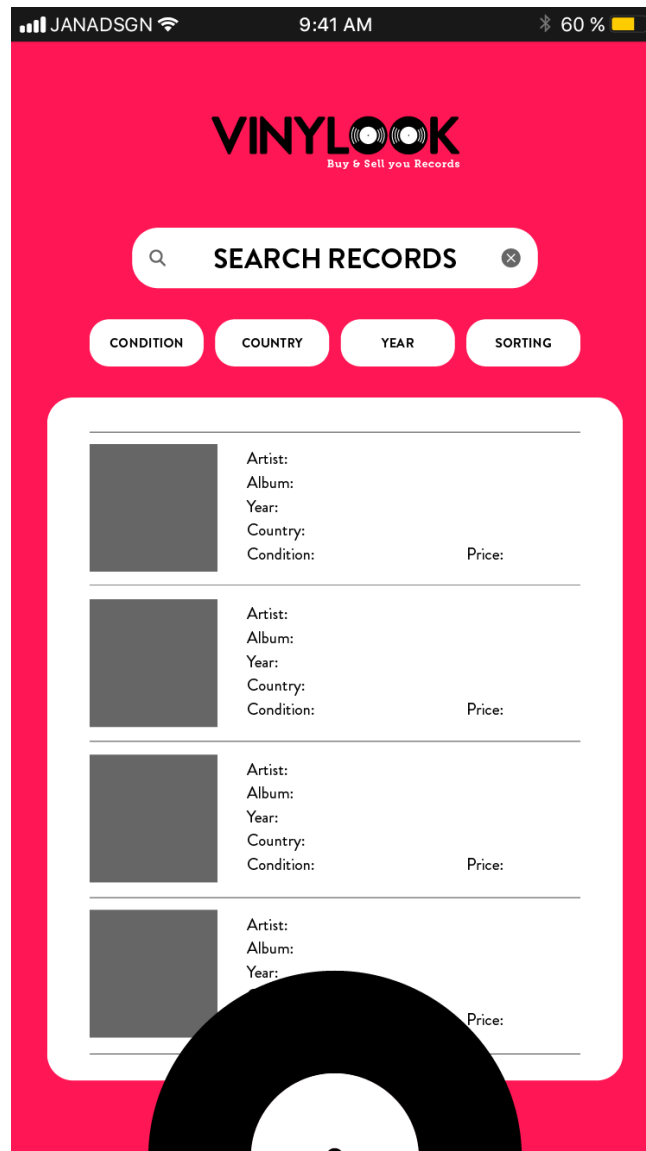 JANADSGN 9:41 AM 60 %
VINYLOOK
Buy & Sell you Records
SEARCH RECORDS
CONDITION COUNTRY YEAR SORTING
Artist:
Album:
Year:
Country:
Condition: Price:
Artist:
Album:
Year:
Country:
Condition: Price:
Artist:
Album:
Year:
Country:
Condition: Price:
Artist:
Album:
Year:
Price: